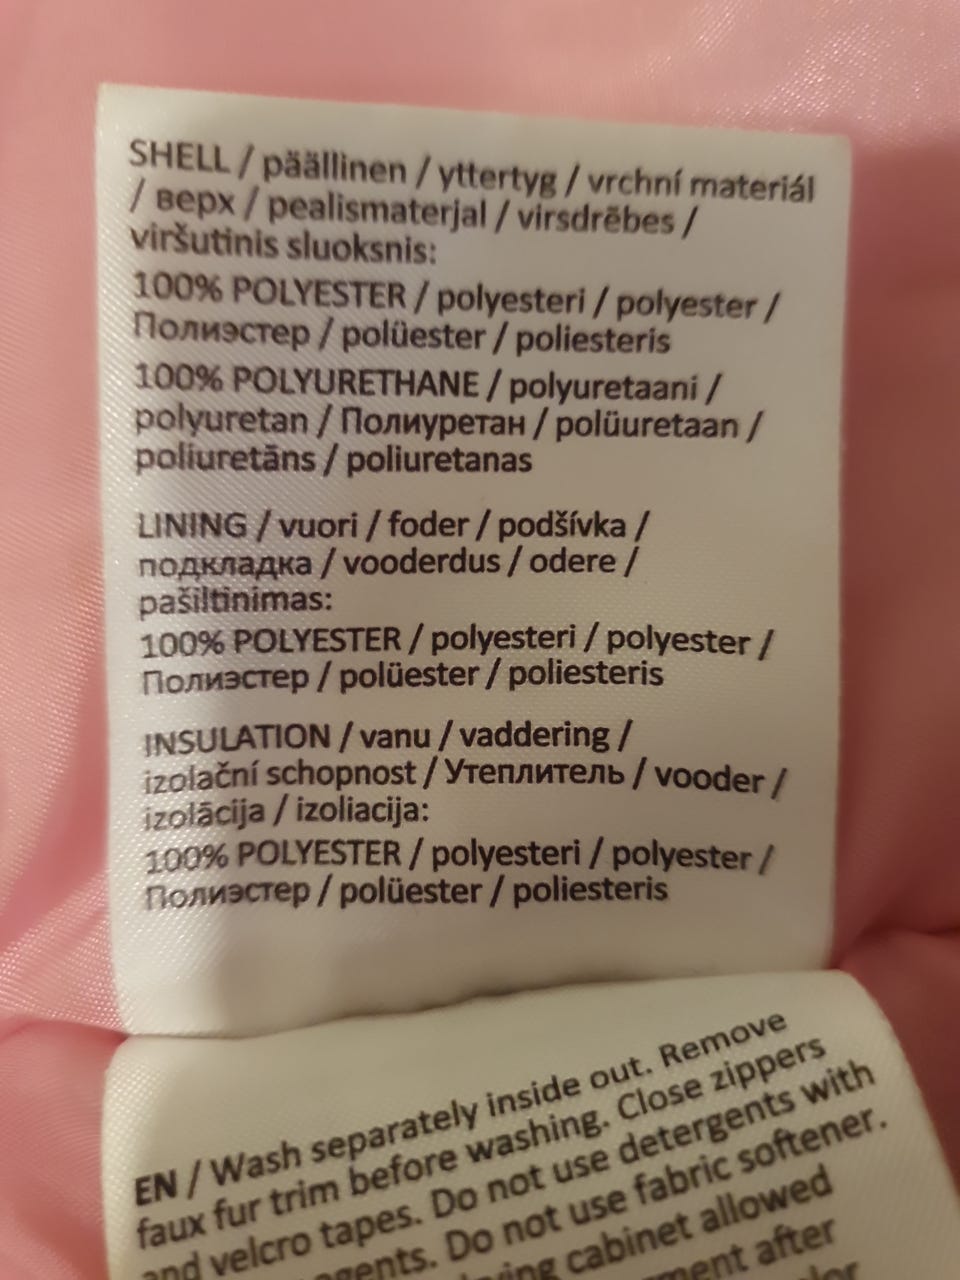 SHELL / päällinen / yttertyg / vrchní materiál
/ верх / pealismaterjal / virsdrēbes /
viršutinis sluoksnis:
100% POLYESTER / polyesteri / polyester /
Полиэстер / polüester / poliesteris
100% POLYURETHANE / polyuretaani /
polyuretan / Полиуретан / polüuretaan /
poliuretāns / poliuretanas
LINING / vuori / foder / podšívka /
подкладка / vooderdus / odere /
pašiltinimas:
100% POLYESTER / polyesteri / polyester /
Полиэстер / polüester / poliesteris
INSULATION / vanu / vaddering /
izolační schopnost / Утеплитель / vooder /
izolācija / izoliacija:
100% POLYESTER / polyesteri / polyester /
Полиэстер / polüester / poliesteris
EN / Wash separately inside out. Remove
faux fur trim before washing. Close zippers
and velcro tapes. Do not use detergents with
Do not use fabric softener.
cabinet allowed
after